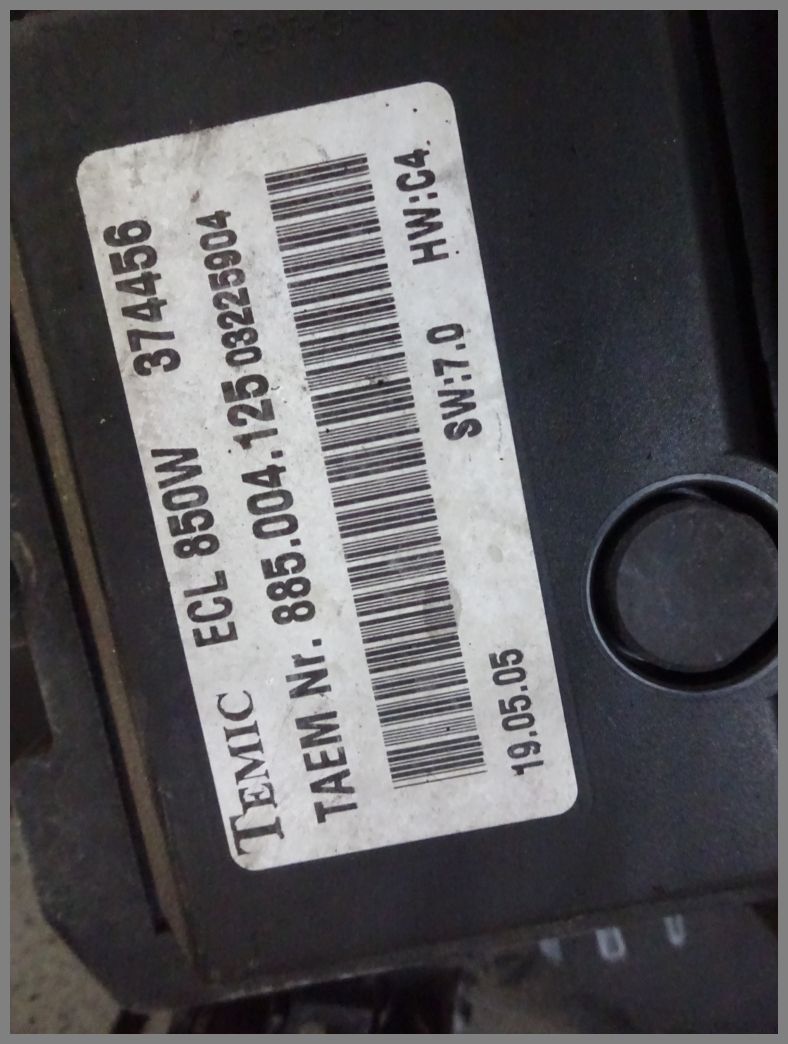 TEMIC ECL 850W 374456
TAEM Nr. 885.004.125 03225904
19.05.05 SW:7.0 HW:C4